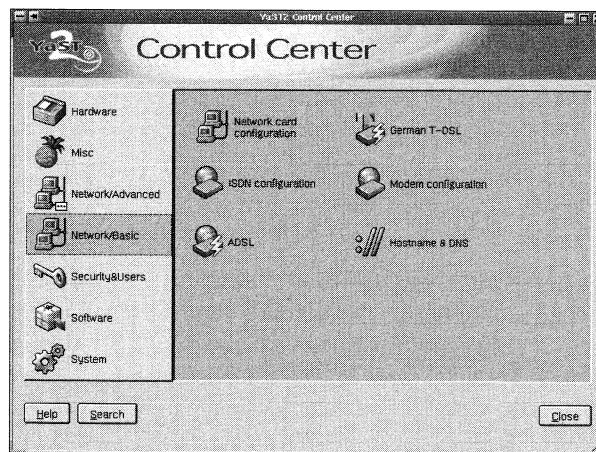 YaST2 Control Center
YaST2
Control Center
Hardware
Misc
Network/Advanced
Network/Basic
Security&Users
Software
System
Network card
configuration
German T-DSL
ISDN configuration
Modem configuration
ADSL
Hostname & DNS
Help
Search
Close